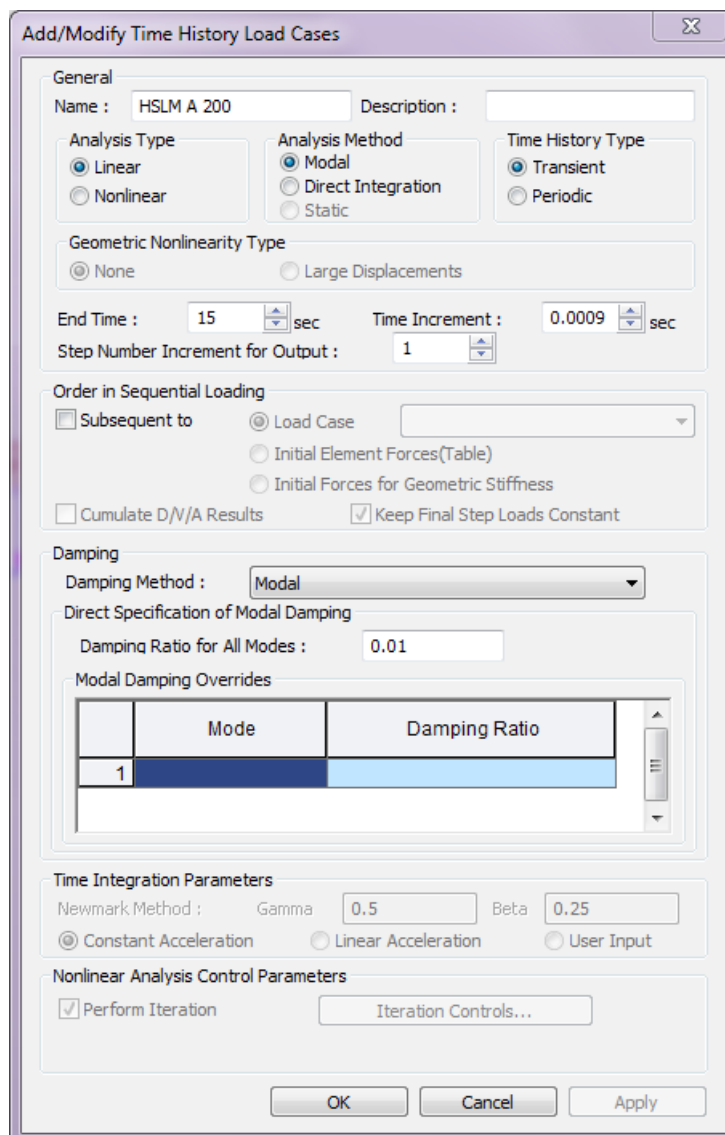 Add/Modify Time History Load Cases
General
Name : HSLM A 200 Description :
Analysis Type Analysis Method Time History Type
Linear Modal Transient
Nonlinear Direct Integration Periodic
Static
Geometric Nonlinearity Type
None Large Displacements
End Time : 15 sec Time Increment : 0.0009 sec
Step Number Increment for Output : 1
Order in Sequential Loading
Subsequent to Load Case
Initial Element Forces(Table)
Initial Forces for Geometric Stiffness
Cumulate D/V/A Results Keep Final Step Loads Constant
Damping
Damping Method : Modal
Direct Specification of Modal Damping
Damping Ratio for All Modes : 0.01
Modal Damping Overrides
Mode Damping Ratio
1
Time Integration Parameters
Newmark Method : Gamma 0.5 Beta 0.25
Constant Acceleration Linear Acceleration User Input
Nonlinear Analysis Control Parameters
Perform Iteration Iteration Controls...
OK Cancel Apply